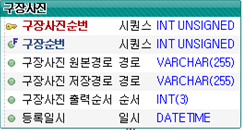 구장사진
구장사진순번 시퀀스 INT UNSIGNED
구장순번 시퀀스 INT UNSIGNED
구장사진 원본경로 경로 VARCHAR(255)
구장사진 저장경로 경로 VARCHAR(255)
구장사진 출력순서 순서 INT(3)
등록일시 일시 DATETIME